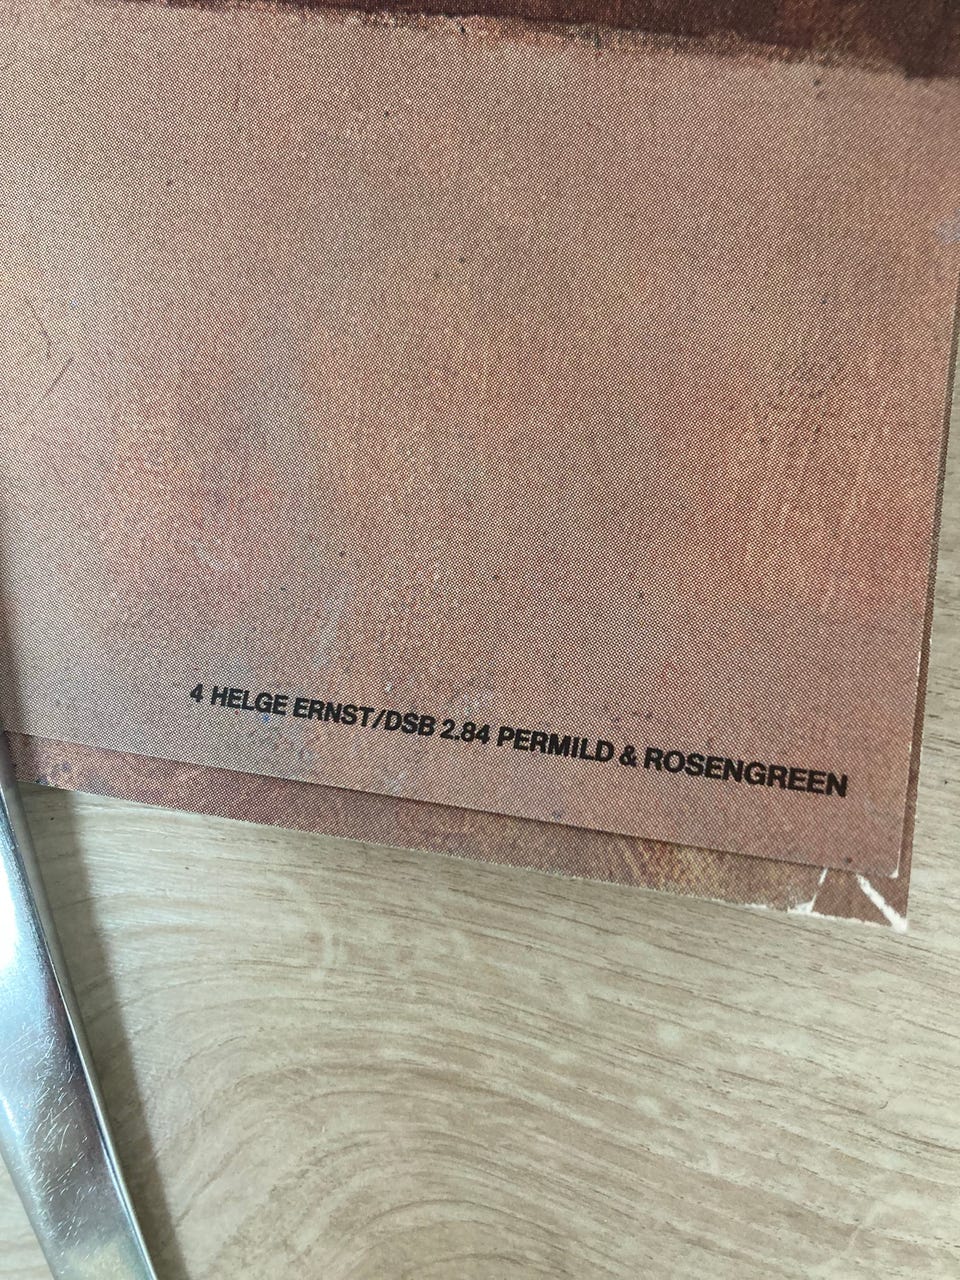 4 HELGE ERNST/DSB 2.84 PERMILD & ROSENGREEN